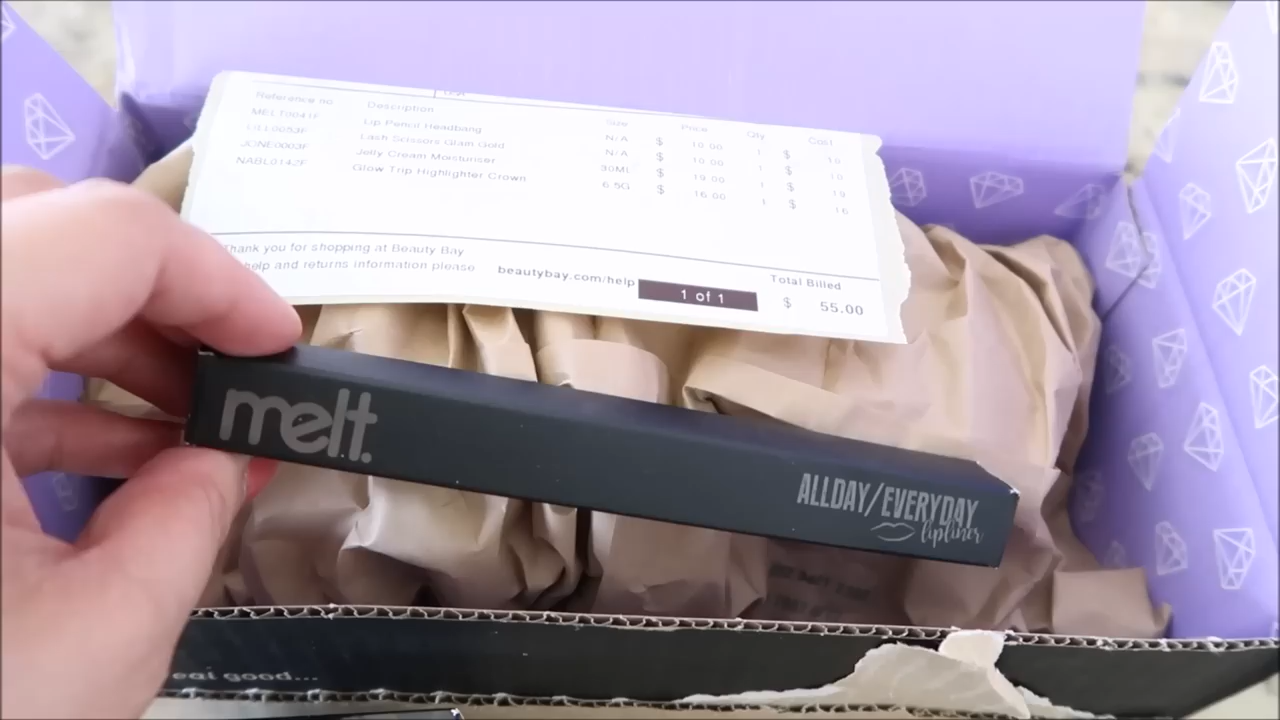 Reference no Description Size Price Qty Cost
MELT0041F Lip Pencil Headbang N/A $ 10.00 1 $ 10
LILL0053F Lash Scissors Glam Gold N/A $ 10.00 1 $ 10
JONE0003F Jelly Cream Moisturiser 30ML $ 19.00 1 $ 19
NABL0142F Glow Trip Highlighter Crown 6.5G $ 16.00 1 $ 16
Thank you for shopping at Beauty Bay
help and returns information please beautybay.com/help
1 of 1
Total Billed
$ 55.00
melt.
ALLDAY/EVERYDAY
lipliner
good...